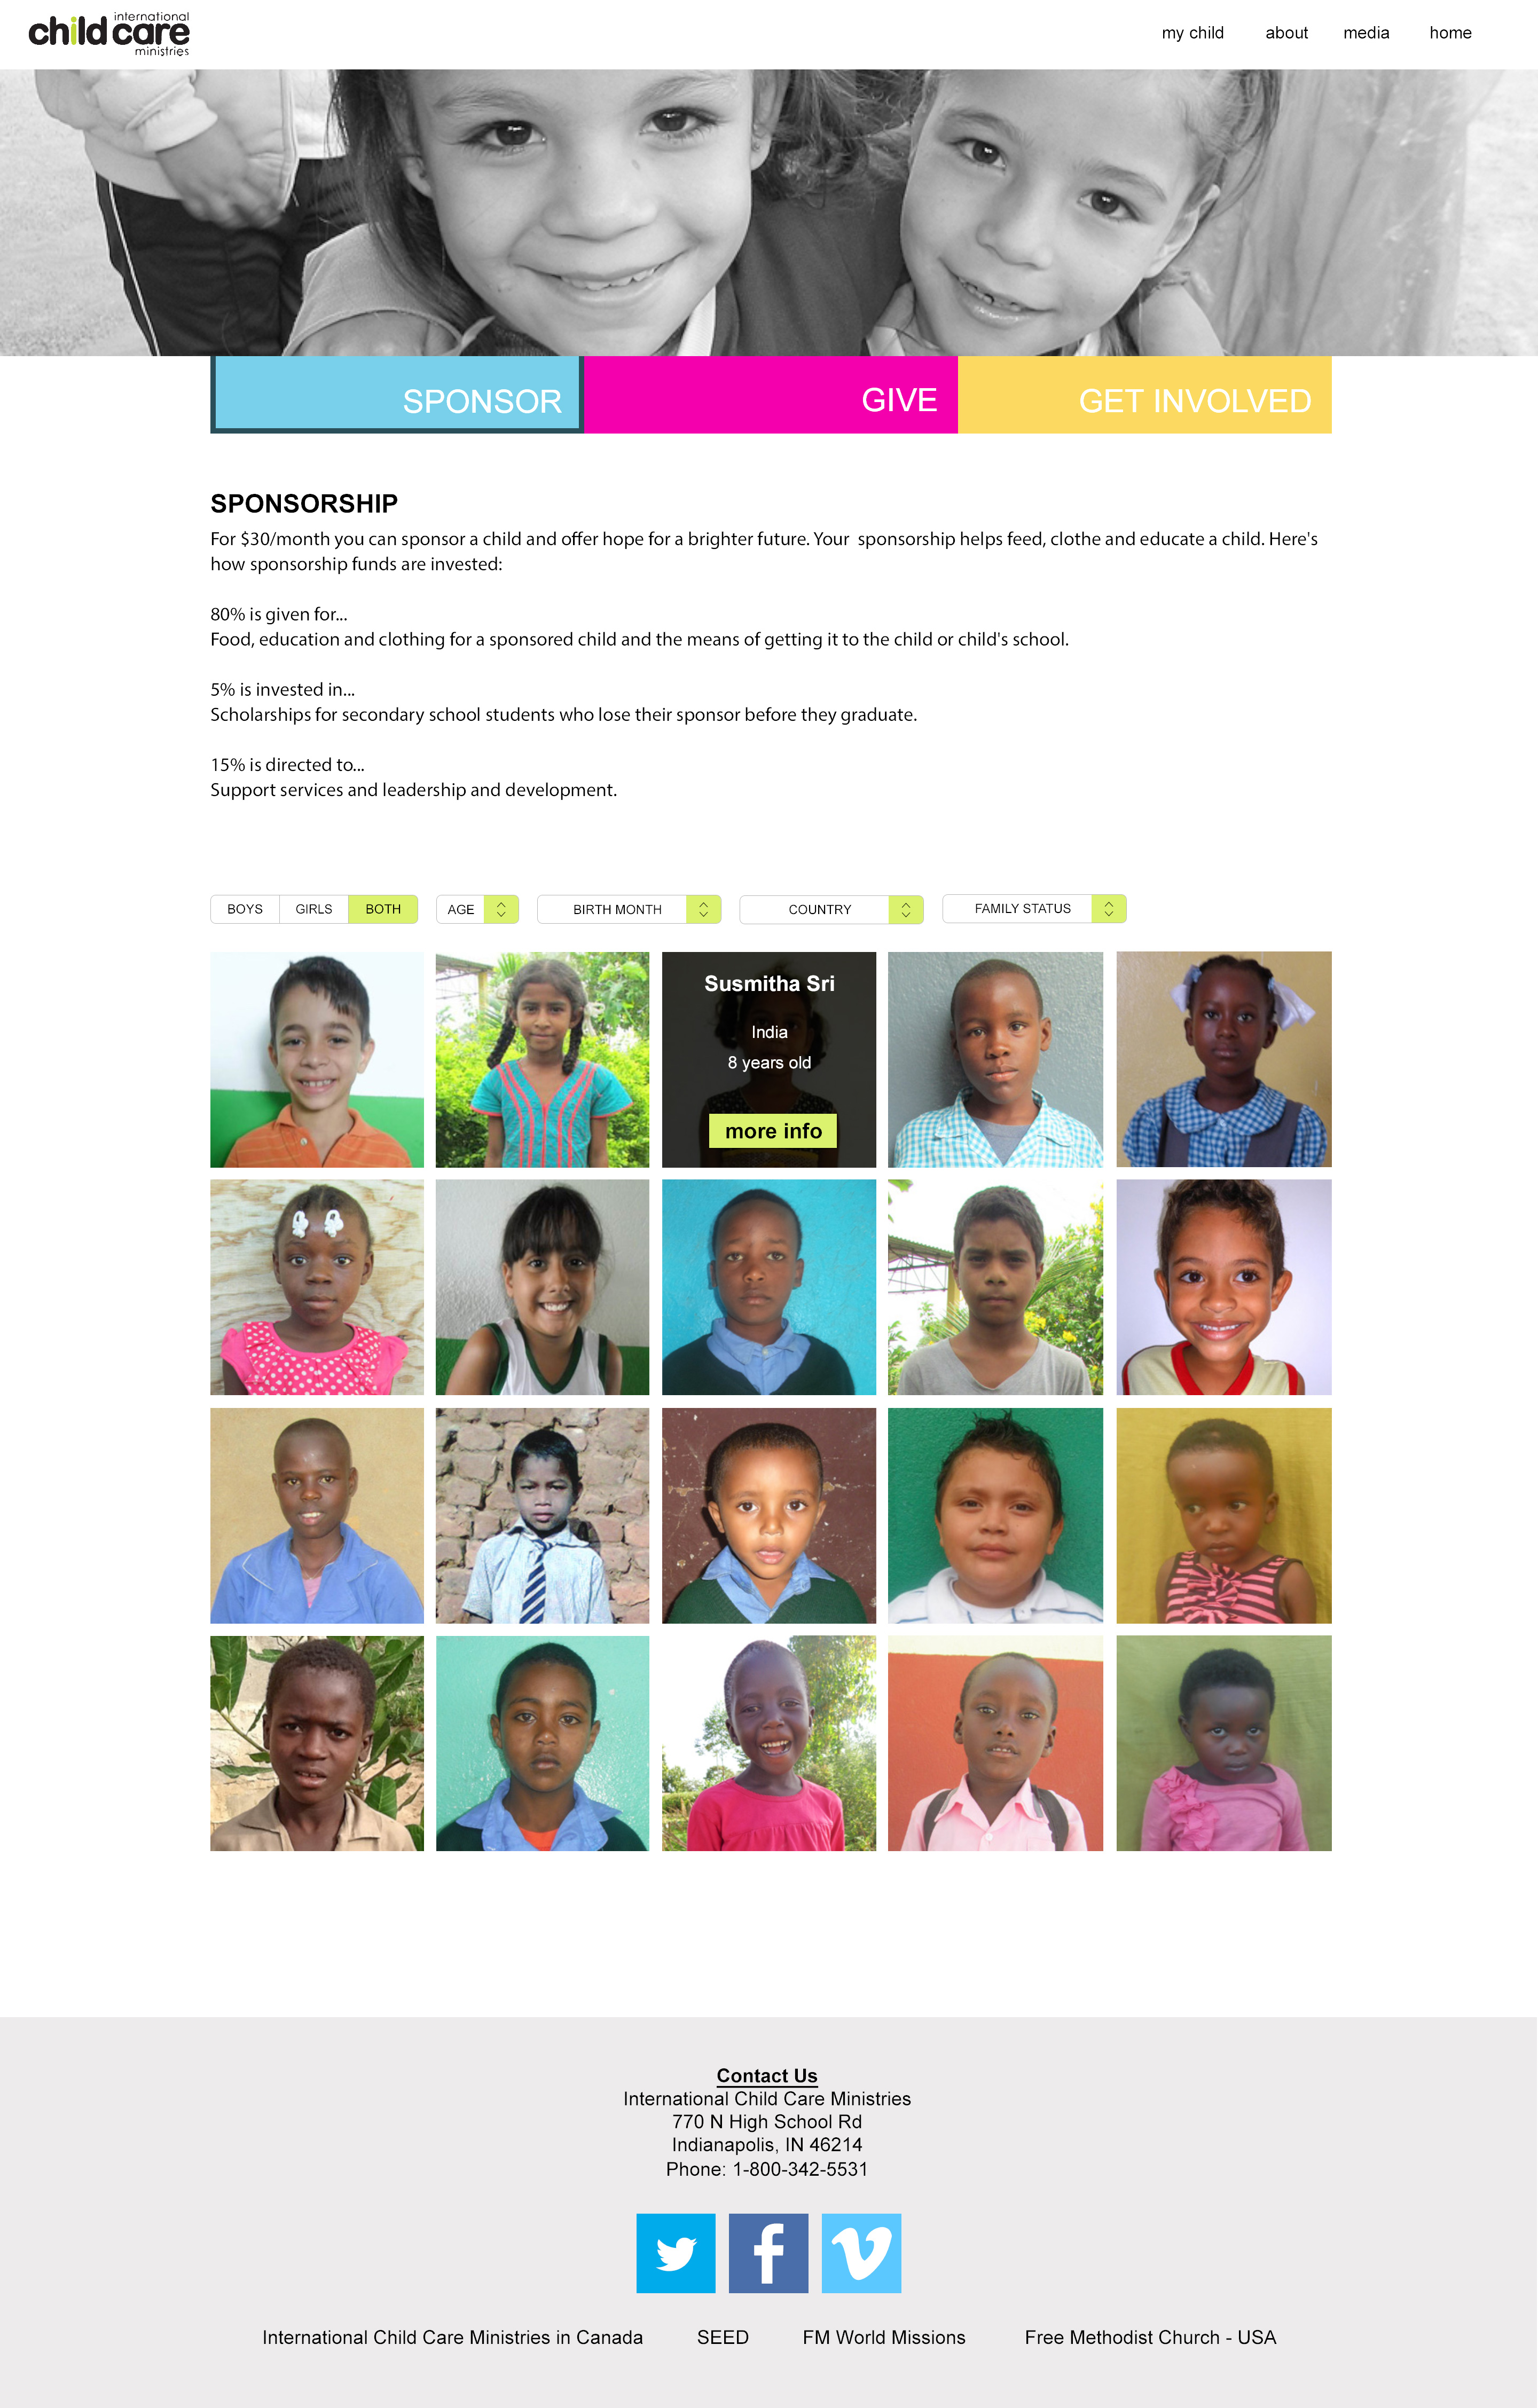 international
child care
ministries
my child about media home
SPONSOR GIVE GET INVOLVED
SPONSORSHIP
For $30/month you can sponsor a child and offer hope for a brighter future. Your  sponsorship helps feed, clothe and educate a child. Here's
how sponsorship funds are invested:
80% is given for...
Food, education and clothing for a sponsored child and the means of getting it to the child or child's school.
5% is invested in...
Scholarships for secondary school students who lose their sponsor before they graduate.
15% is directed to...
Support services and leadership and development.
BOYS GIRLS BOTH AGE BIRTH MONTH COUNTRY FAMILY STATUS
Susmitha Sri
India
8 years old
more info
Contact Us
International Child Care Ministries
770 N High School Rd
Indianapolis, IN 46214
Phone: 1-800-342-5531
International Child Care Ministries in Canada SEED FM World Missions Free Methodist Church - USA